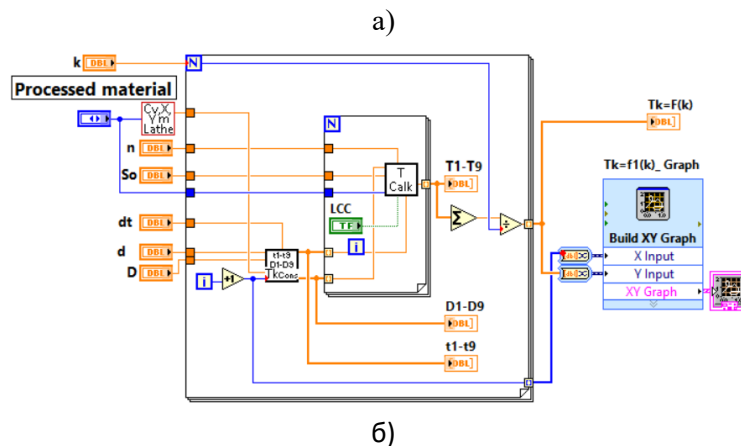 а)
k DBL N
Processed material
Cv,X,
Ym
Lathe
n DBL
So DBL
dt DBL
d DBL
D DBL
N
T
Calk
LCC
TF
i
t1-t9
D1-D9
TkCons
i +1
T1-T9
DBL
Σ ÷
D1-D9
DBL
t1-t9
DBL
Tk=F(k)
DBL
Tk=f1(k)_ Graph
Build XY Graph
X Input
Y Input
XY Graph
б)